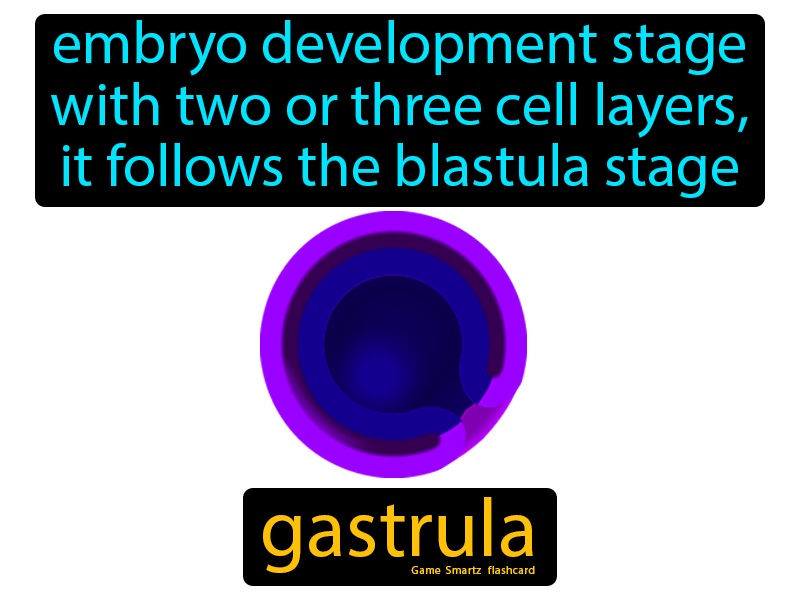 embryo development stage
with two or three cell layers,
it follows the blastula stage
gastrula
Game Smartz flashcard